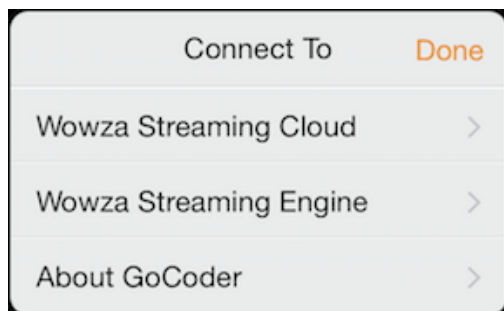 Connect To Done
Wowza Streaming Cloud
Wowza Streaming Engine
About GoCoder